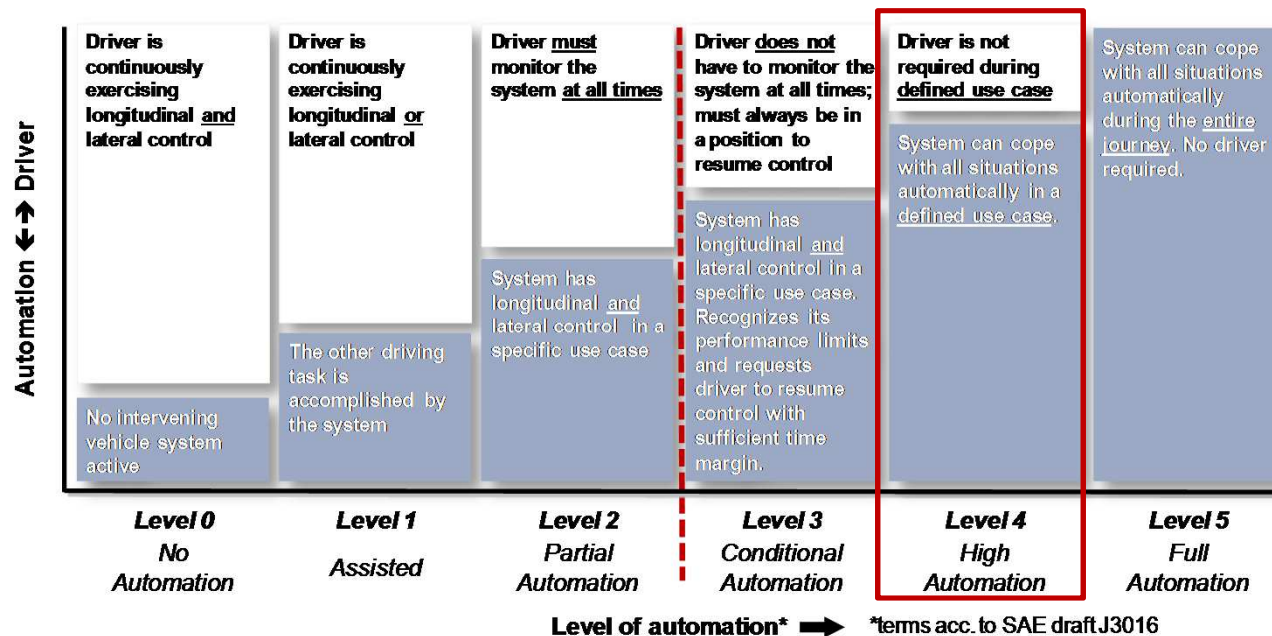 Automation ←→ Driver
Driver is
continuously
exercising
longitudinal and
lateral control
No intervening
vehicle system
active
Driver is
continuously
exercising
longitudinal or
lateral control
The other driving
task is
accomplished by
the system
Driver must
monitor the
system at all times
System has
longitudinal and
lateral control in a
specific use case
Driver does not
have to monitor the
system at all times;
must always be in
a position to
resume control
System has
longitudinal and
lateral control in a
specific use case.
Recognizes its
performance limits
and requests
driver to resume
control with
sufficient time
margin.
Driver is not
required during
defined use case
System can cope
with all situations
automatically in a
defined use case.
System can cope
with all situations
automatically
during the entire
journey. No driver
required.
Level 0
No
Automation
Level 1
Assisted
Level 2
Partial
Automation
Level 3
Conditional
Automation
Level 4
High
Automation
Level 5
Full
Automation
Level of automation* ➡ *terms acc. to SAE draft J3016